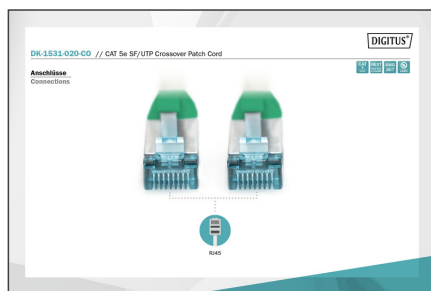 DIGITUS®
DK-1531-020-CO // CAT 5e SF/UTP Crossover Patch Cord
Anschlüsse
Connections
RJ45